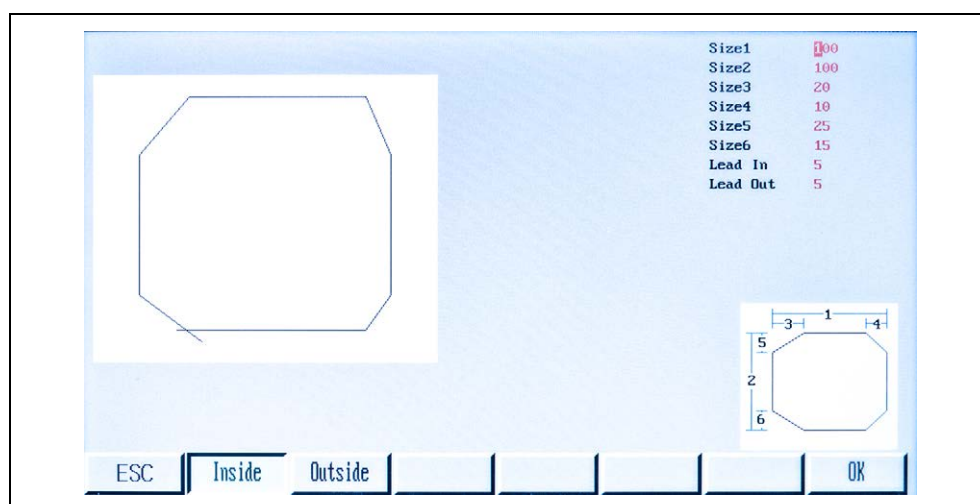 Size1 100
Size2 100
Size3 20
Size4 10
Size5 25
Size6 15
Lead In 5
Lead Out 5
1
3 4
5
2
6
ESC Inside Outside OK